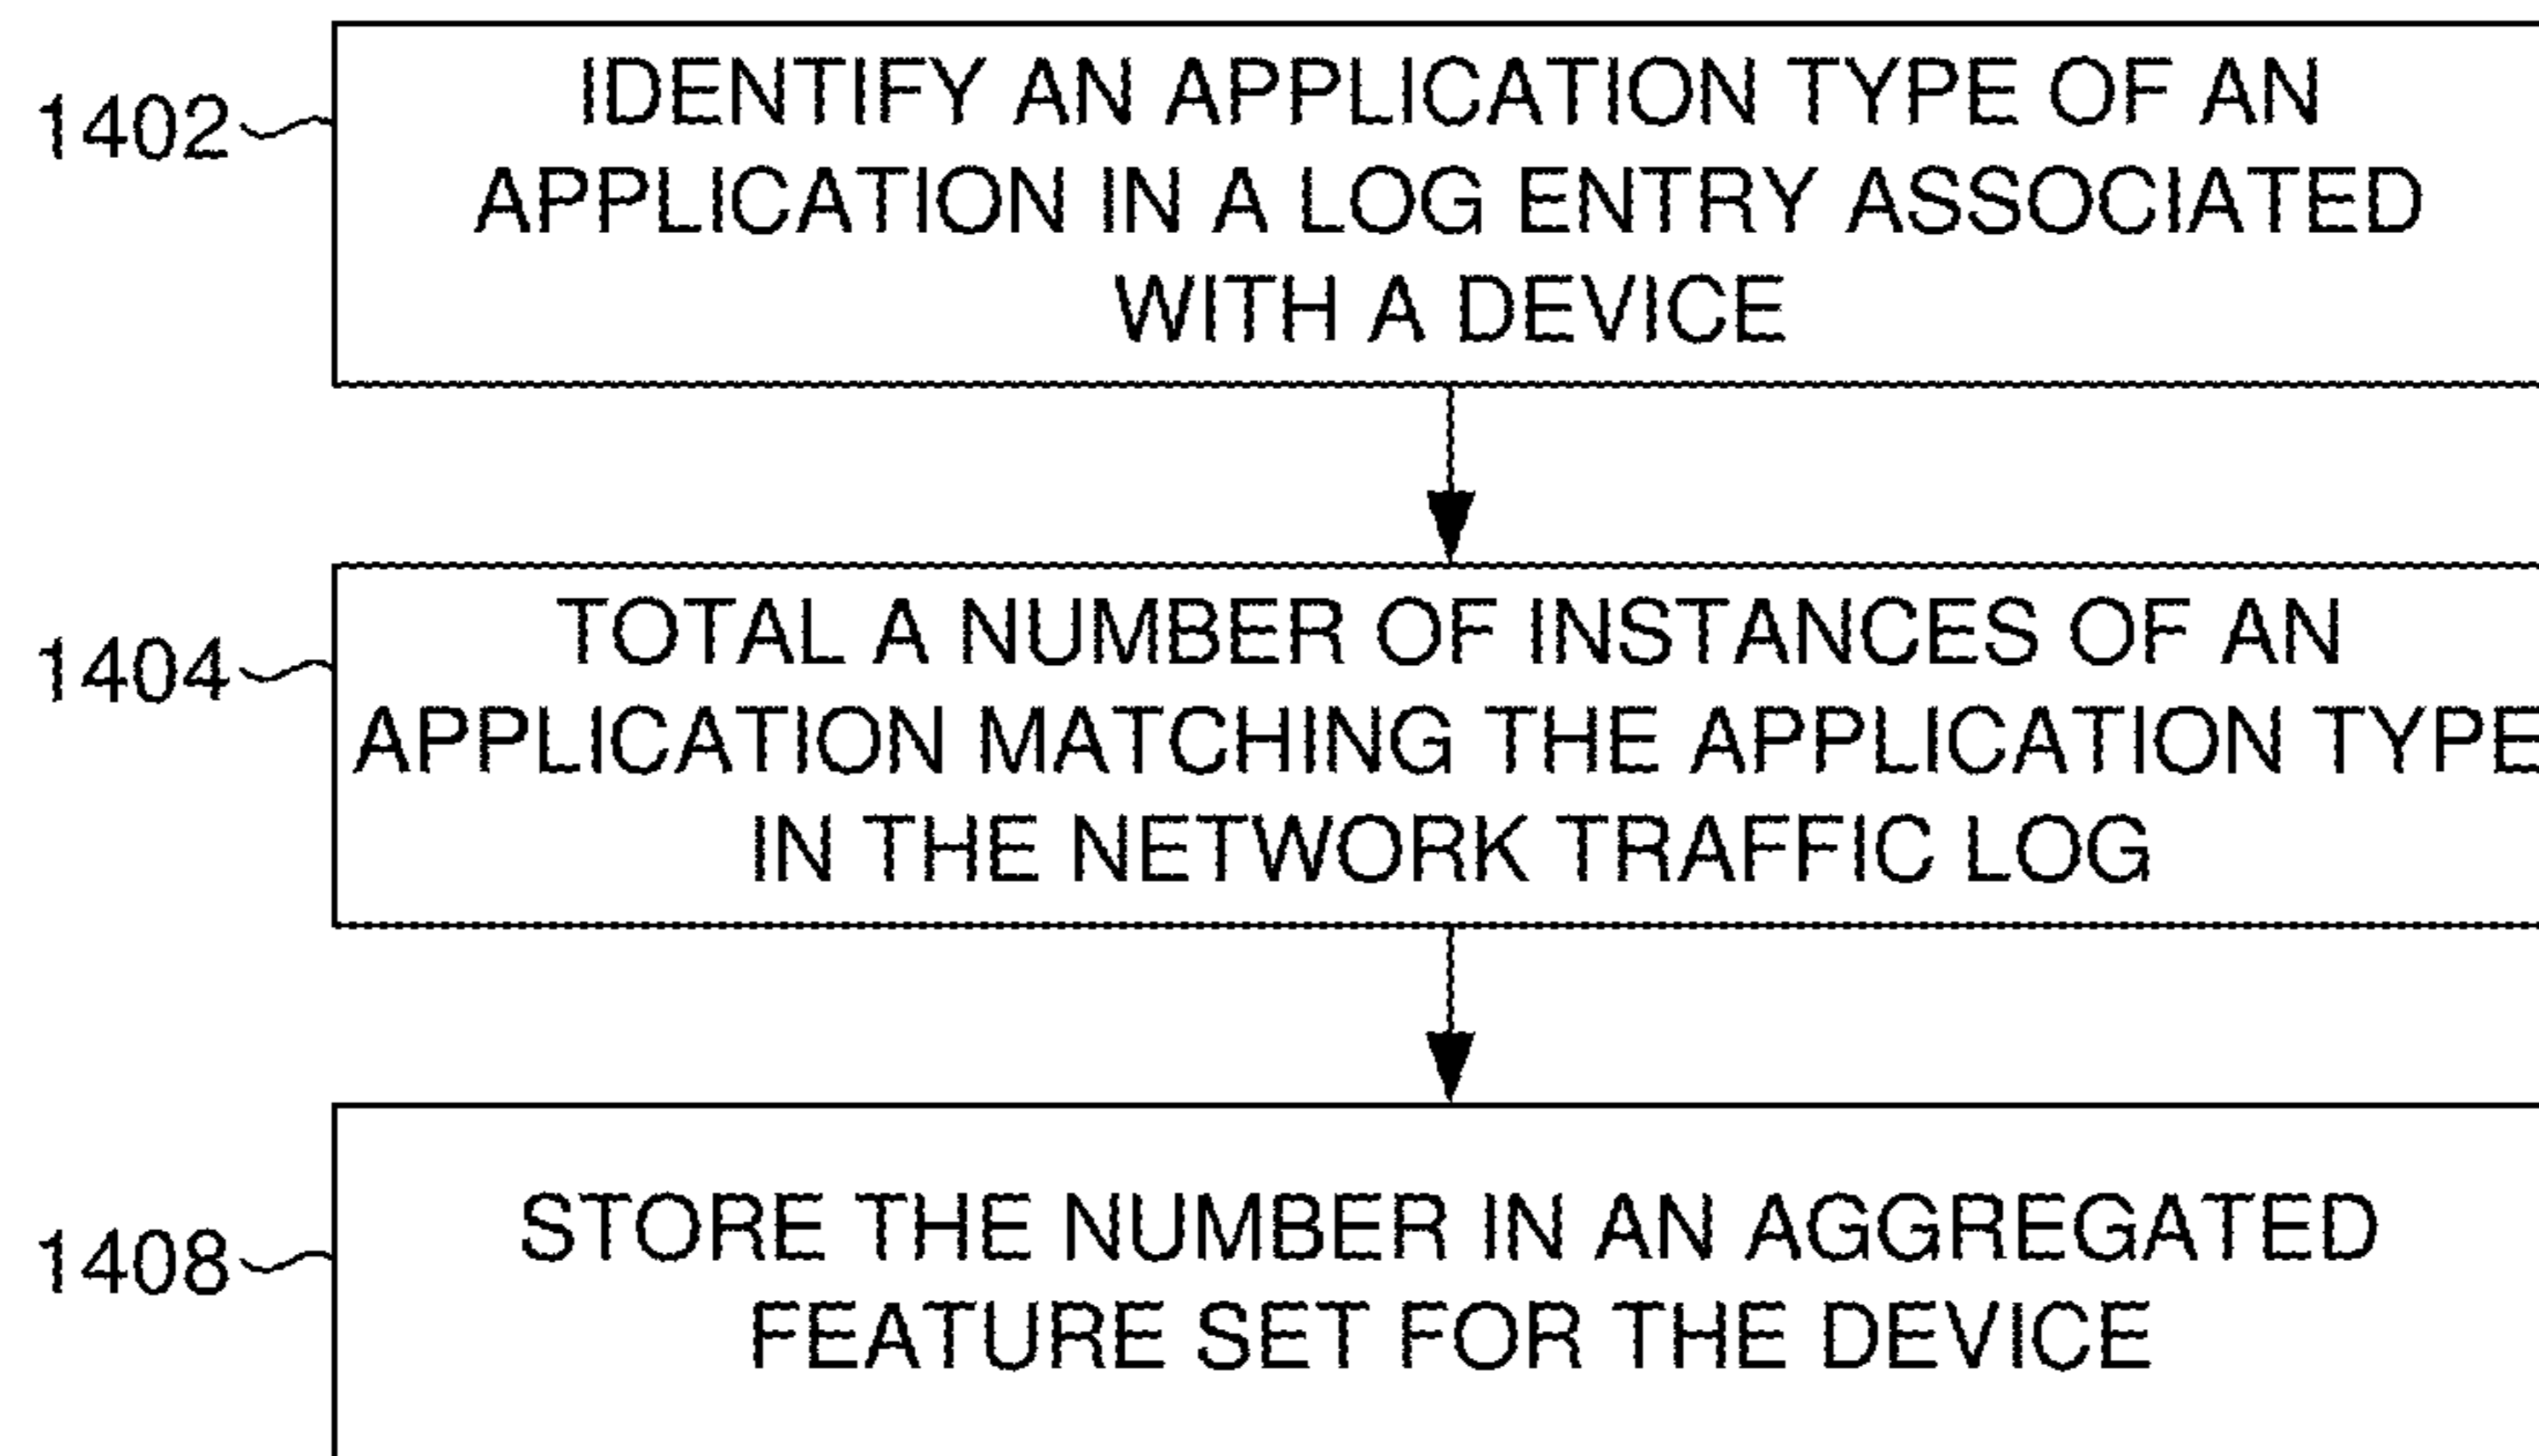 1402
IDENTIFY AN APPLICATION TYPE OF AN
APPLICATION IN A LOG ENTRY ASSOCIATED
WITH A DEVICE
1404
TOTAL A NUMBER OF INSTANCES OF AN
APPLICATION MATCHING THE APPLICATION TYPE
IN THE NETWORK TRAFFIC LOG
1408
STORE THE NUMBER IN AN AGGREGATED
FEATURE SET FOR THE DEVICE